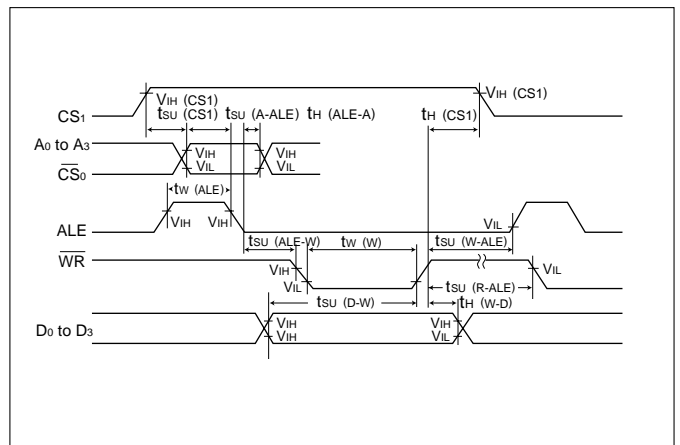 VIH (CS1)
VIH (CS1)
CS1
tSU (CS1)
tSU (A-ALE)
tH (ALE-A)
tH (CS1)
A0 to A3
VIH
VIH
CS0
VIL
VIL
tW (ALE)
ALE
VIH
VIH
VIL
tSU (ALE-W)
tW (W)
tSU (W-ALE)
WR
VIH
VIL
VIL
tSU (R-ALE)
tSU (D-W)
tH (W-D)
D0 to D3
VIH
VIH
VIH
VIL